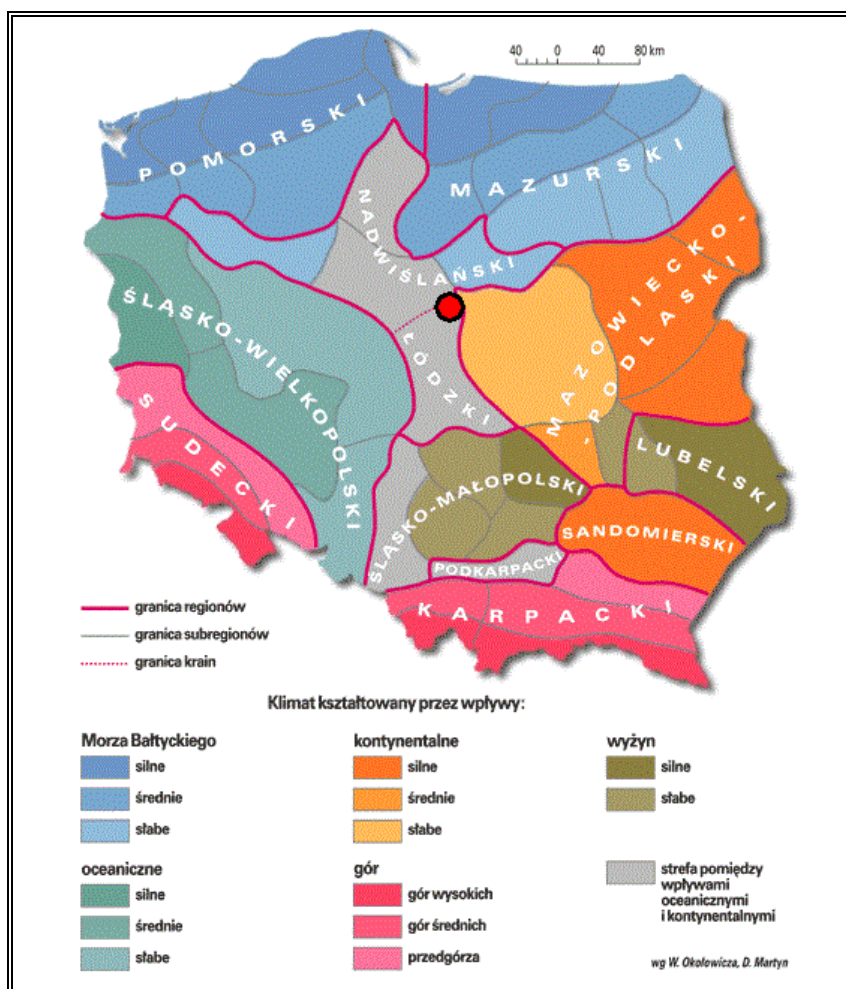 40 0 40 80 km
POMORSKI
MAZURSKI
NADWIŚLAŃSKI
MAZOWIECKO-
-PODLASKI
ŚLĄSKO-WIELKOPOLSKI
ŁÓDZKI
SUDECKI
LUBELSKI
ŚLĄSKO-MAŁOPOLSKI
SANDOMIERSKI
PODKARPACKI
KARPACKI
granica regionów
granica subregionów
granica krain
Klimat kształtowany przez wpływy:
Morza Bałtyckiego
silne
średnie
słabe
kontynentalne
silne
średnie
słabe
wyżyn
silne
słabe
oceaniczne
silne
średnie
słabe
gór
gór wysokich
gór średnich
przedgórza
strefa pomiędzy
wpływami
oceanicznymi
i kontynentalnymi
wg W. Okołowicza, D. Martyn